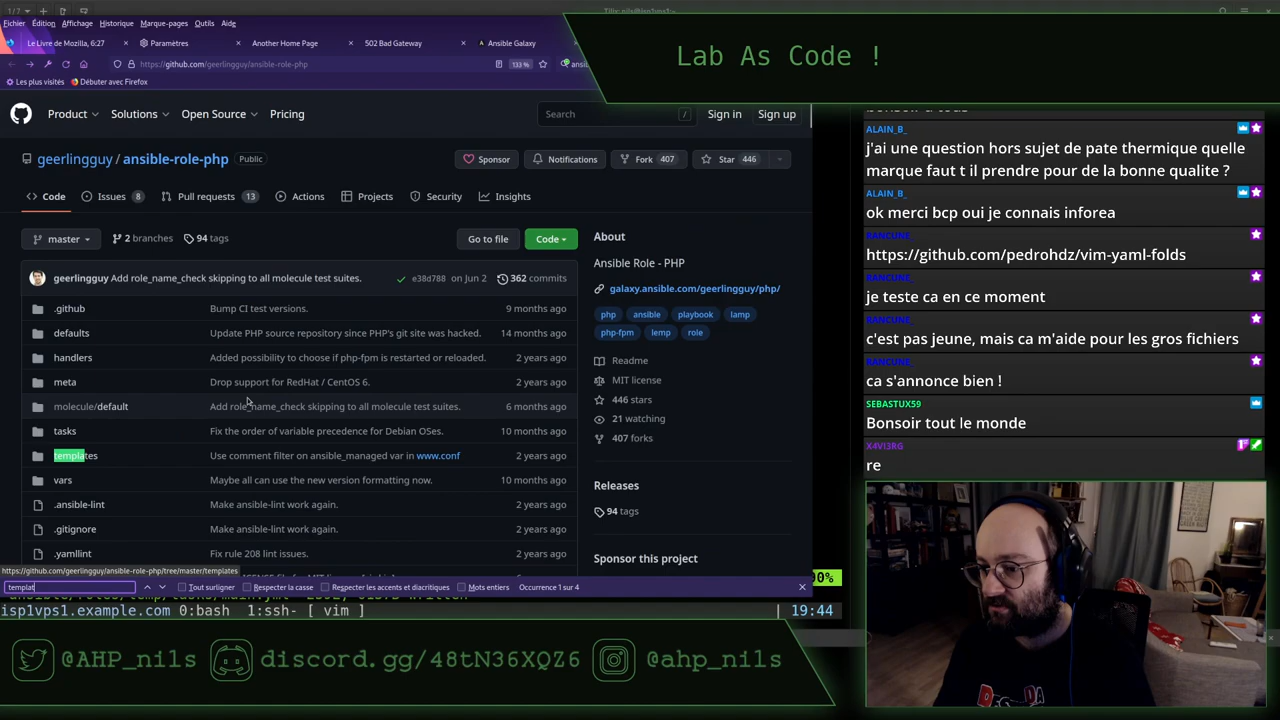 1/7
Tilix: nils@isp1vps1:~
Fichier Édition Affichage Historique Marque-pages Outils Aide
Le Livre de Mozilla, 6:27
Paramètres
Another Home Page
502 Bad Gateway
Ansible Galaxy
https://github.com/geerlingguy/ansible-role-php
133 %
Les plus visités
Débuter avec Firefox
Lab As Code !
Product
Solutions
Open Source
Pricing
Search
/
Sign in
Sign up
geerlingguy / ansible-role-php
Public
Sponsor
Notifications
Fork 407
Star 446
Code
Issues 8
Pull requests 13
Actions
Projects
Security
Insights
master
2 branches
94 tags
Go to file
Code
geerlingguy Add role_name_check skipping to all molecule test suites.
e38d788 on Jun 2
362 commits
.github
Bump CI test versions.
9 months ago
defaults
Update PHP source repository since PHP's git site was hacked.
14 months ago
handlers
Added possibility to choose if php-fpm is restarted or reloaded.
2 years ago
meta
Drop support for RedHat / CentOS 6.
2 years ago
molecule/default
Add role_name_check skipping to all molecule test suites.
6 months ago
tasks
Fix the order of variable precedence for Debian OSes.
10 months ago
templates
Use comment filter on ansible_managed var in www.conf
2 years ago
vars
Maybe all can use the new version formatting now.
10 months ago
.ansible-lint
Make ansible-lint work again.
2 years ago
.gitignore
Make ansible-lint work again.
2 years ago
.yamllint
Fix rule 208 lint issues.
2 years ago
About
Ansible Role - PHP
galaxy.ansible.com/geerlingguy/php/
php
ansible
playbook
lamp
php-fpm
lemp
role
Readme
MIT license
446 stars
21 watching
407 forks
Releases
94 tags
Sponsor this project
https://github.com/geerlingguy/ansible-role-php/tree/master/templates
templat
Tout surligner
Respecter la casse
Respecter les accents et diacritiques
Mots entiers
Occurrence 1 sur 4
isp1vps1.example.com 0:bash 1:ssh- [ vim ]
| 19:44
@AHP_nils
discord.gg/48tN36XQZ6
@ahp_nils
ALAIN_B_
j'ai une question hors sujet de pate thermique quelle
marque faut t il prendre pour de la bonne qualite ?
ALAIN_B_
ok merci bcp oui je connais inforea
RANCUNE_
https://github.com/pedrohdz/vim-yaml-folds
RANCUNE_
je teste ca en ce moment
RANCUNE_
c'est pas jeune, mais ca m'aide pour les gros fichiers
RANCUNE_
ca s'annonce bien !
SEBASTUX59
Bonsoir tout le monde
X4VI3RG
re